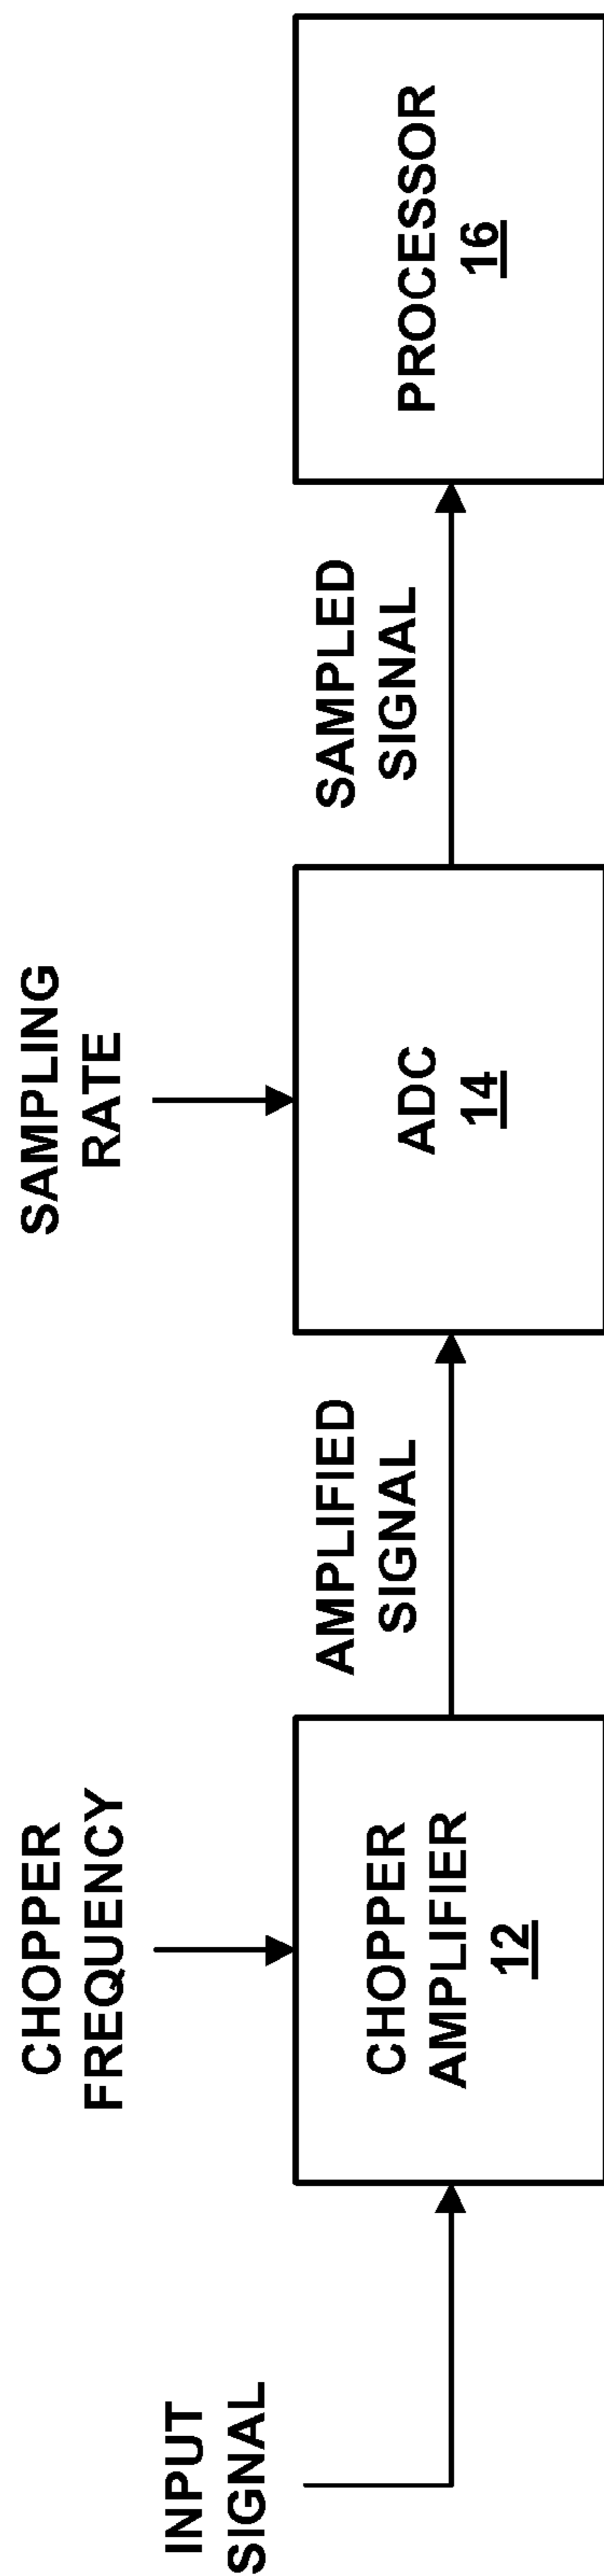 INPUT
SIGNAL
CHOPPER
FREQUENCY
CHOPPER
AMPLIFIER
12
AMPLIFIED
SIGNAL
SAMPLING
RATE
ADC
14
SAMPLED
SIGNAL
PROCESSOR
16